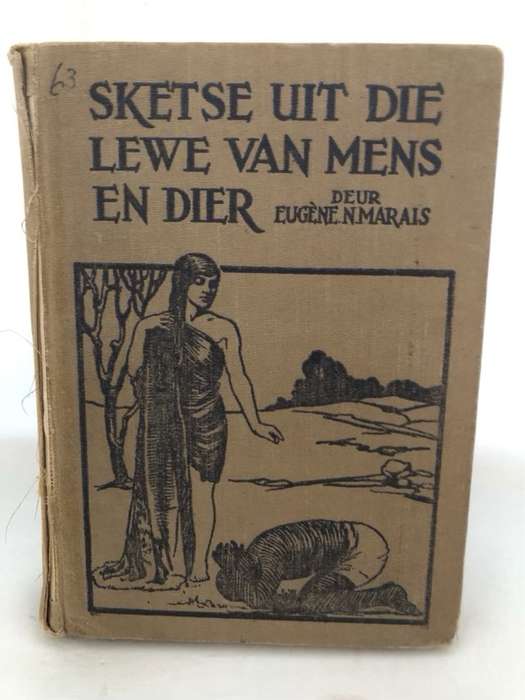 63
SKETSE UIT DIE
LEWE VAN MENS
EN DIER
DEUR
EUGÈNE.N.MARAIS